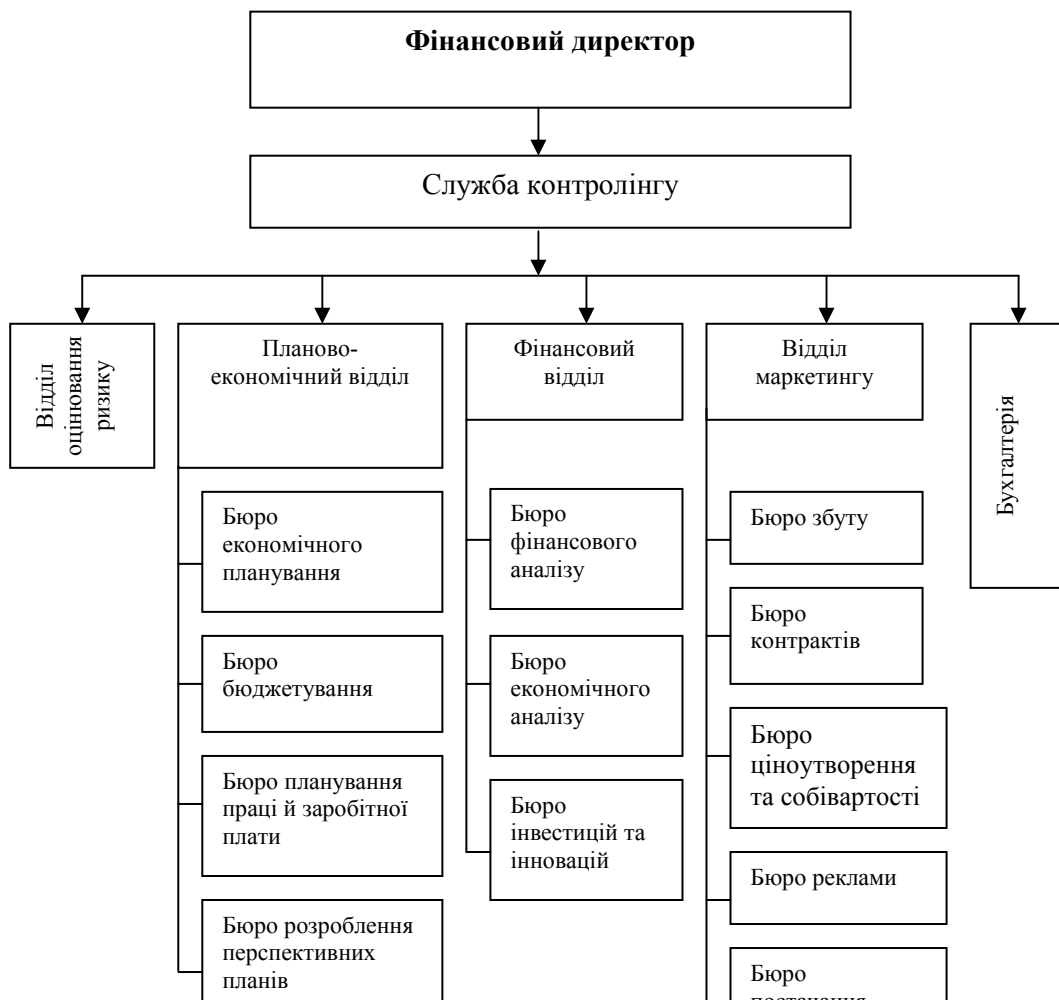 Фінансовий директор
Служба контролінгу
Відділ
оцінювання
ризику
Планово-
економічний відділ
Фінансовий
відділ
Відділ
маркетингу
Бухгалтерія
Бюро
економічного
планування
Бюро
бюджетування
Бюро планування
праці й заробітної
плати
Бюро розроблення
перспективних
планів
Бюро
фінансового
аналізу
Бюро
економічного
аналізу
Бюро
інвестицій та
інновацій
Бюро збуту
Бюро
контрактів
Бюро
ціноутворення
та собівартості
Бюро реклами
Бюро